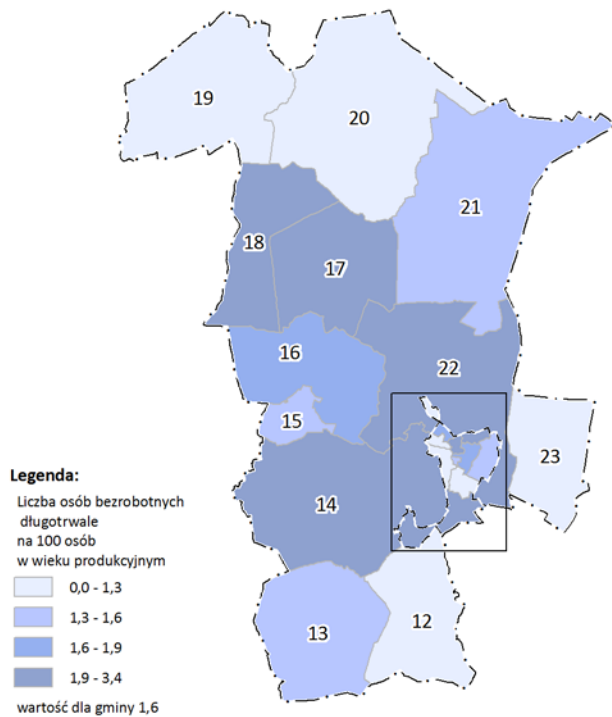 19
20
21
18
17
16
22
15
23
14
13
12
Legenda:
Liczba osób bezrobotnych
długotrwale
na 100 osób
w wieku produkcyjnym
0,0 - 1,3
1,3 - 1,6
1,6 - 1,9
1,9 - 3,4
wartość dla gminy 1,6